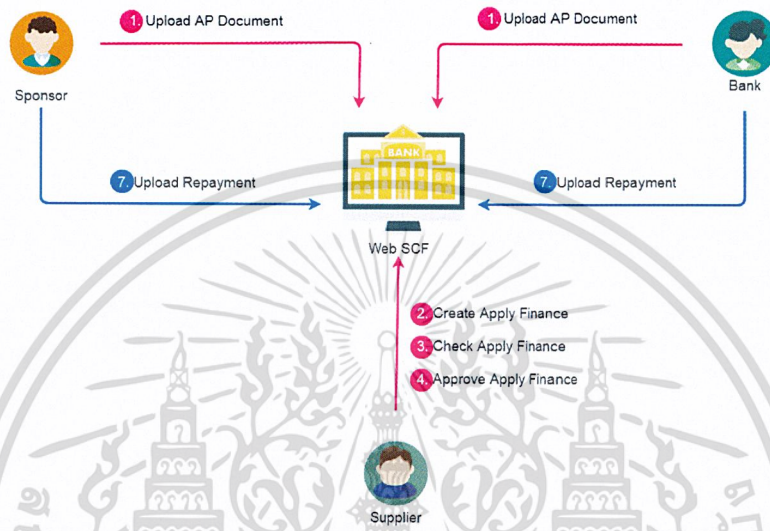 1. Upload AP Document
1. Upload AP Document
Sponsor
Bank
BANK
7. Upload Repayment
7. Upload Repayment
Web SCF
2. Create Apply Finance
3. Check Apply Finance
4. Approve Apply Finance
Supplier